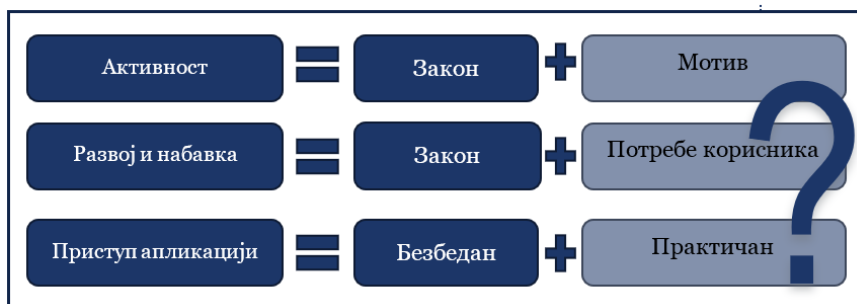 Активност = Закон + Мотив
Развој и набавка = Закон + Потребе корисника
Приступ апликацији = Безбедан + Практичан
?